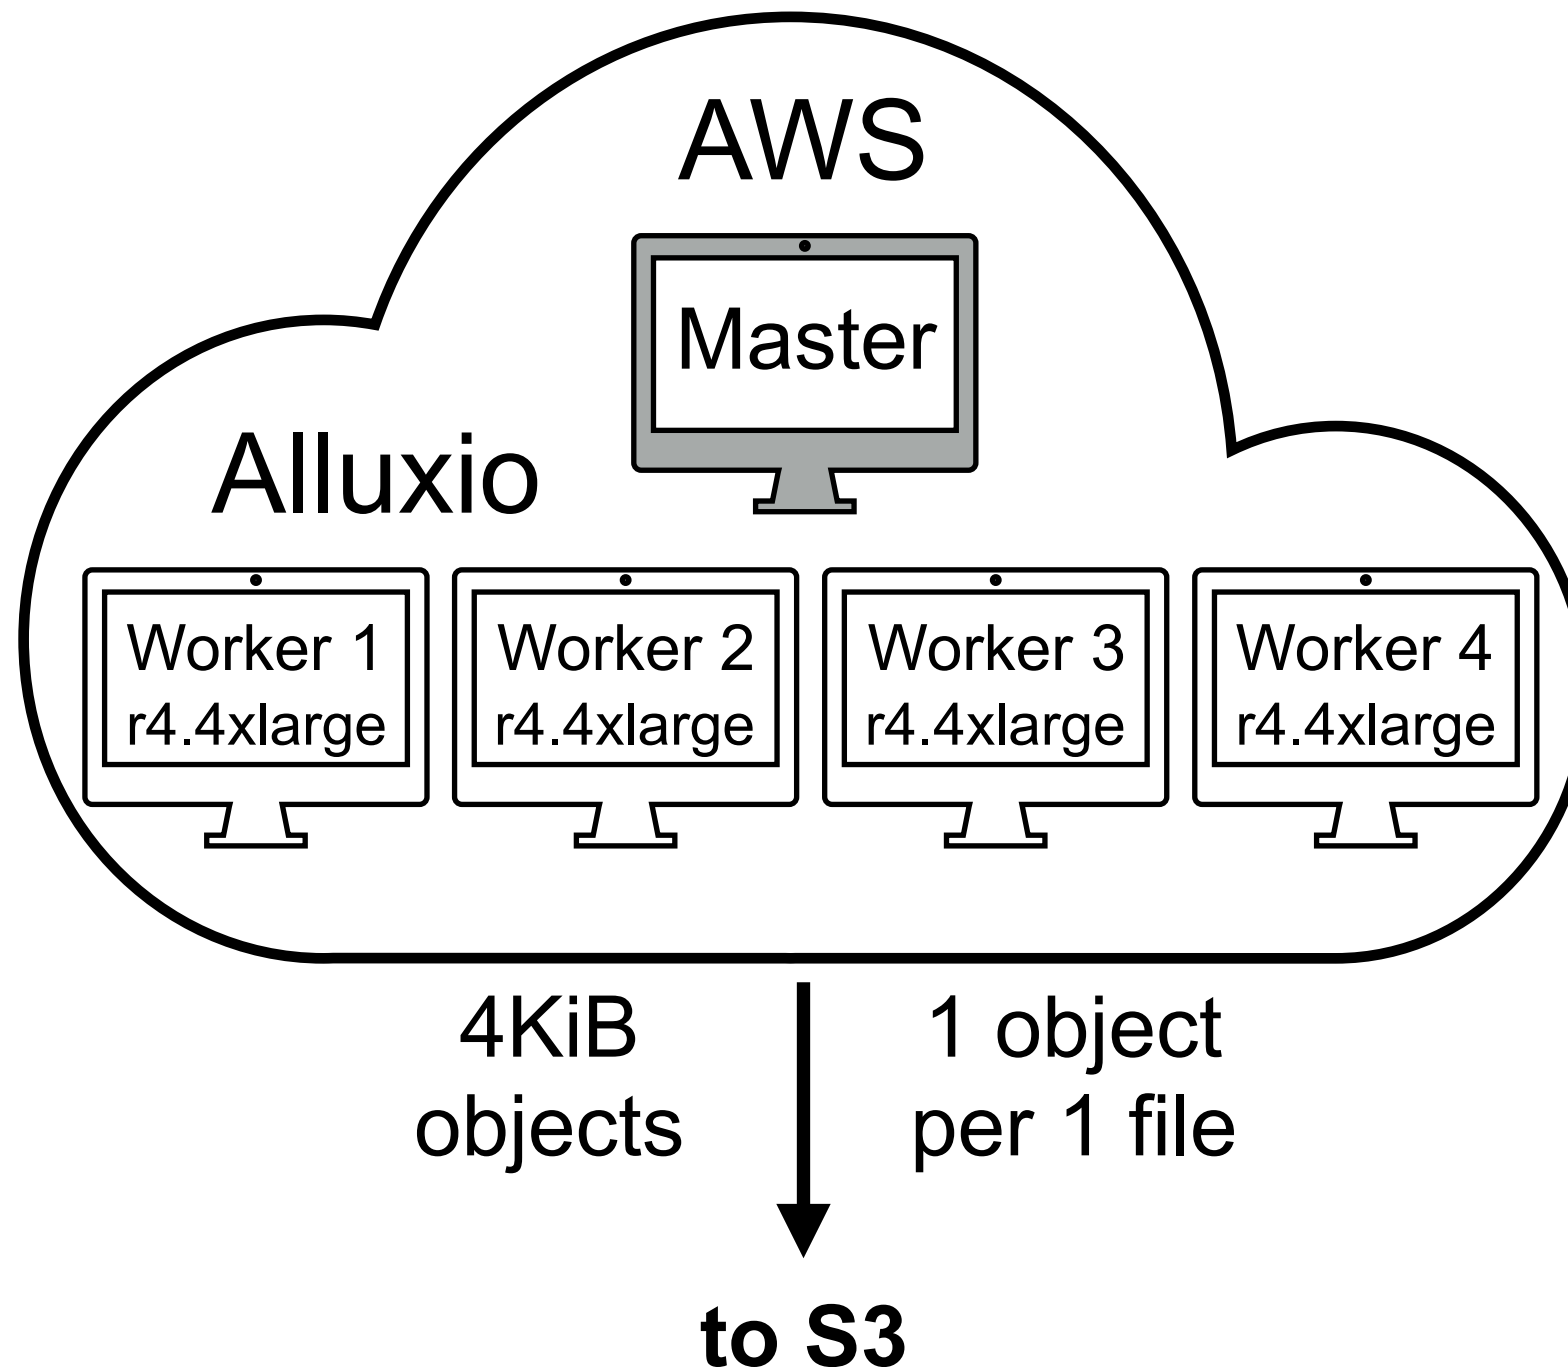 AWS
Master
Alluxio
Worker 1
r4.4xlarge
Worker 2
r4.4xlarge
Worker 3
r4.4xlarge
Worker 4
r4.4xlarge
4KiB
objects
1 object
per 1 file
to S3